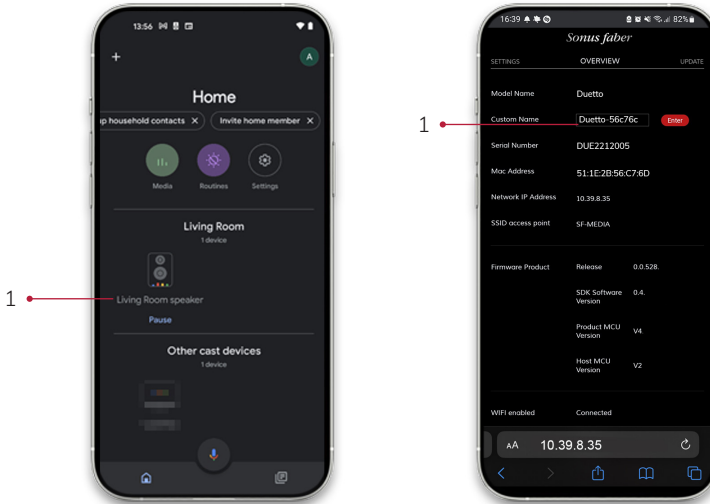 13:56
A
Home
up household contacts X
Invite home member X
Media
Routines
Settings
Living Room
1 device
1
Living Room speaker
Pause
Other cast devices
1 device
16:39
82%
Sonus faber
SETTINGS
OVERVIEW
UPDATE
Model Name
Duetto
1
Custom Name
Duetto-56c76c
Enter
Serial Number
DUE2212005
Mac Address
51:1E:2B:56:C7:6D
Network IP Address
10.39.8.35
SSID access point
SF-MEDIA
Firmware Product
Release
0.0.528.
SDK Software
Version
0.4.
Product MCU
Version
V4
Host MCU
Version
V2
WIFI enabled
Connected
AA
10.39.8.35